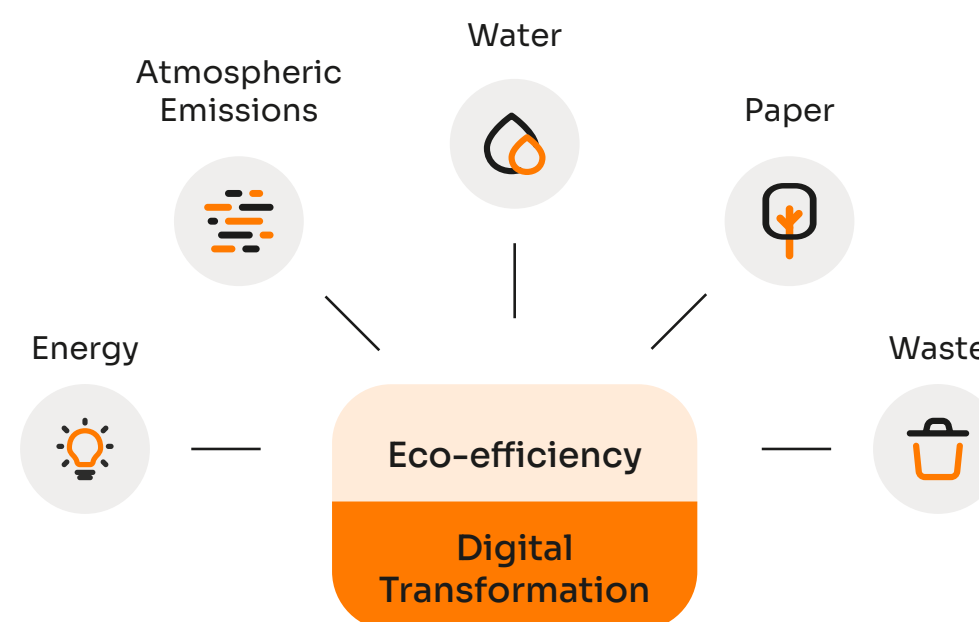 Water
Atmospheric
Emissions
Paper
Energy
Waste
Eco-efficiency
Digital
Transformation